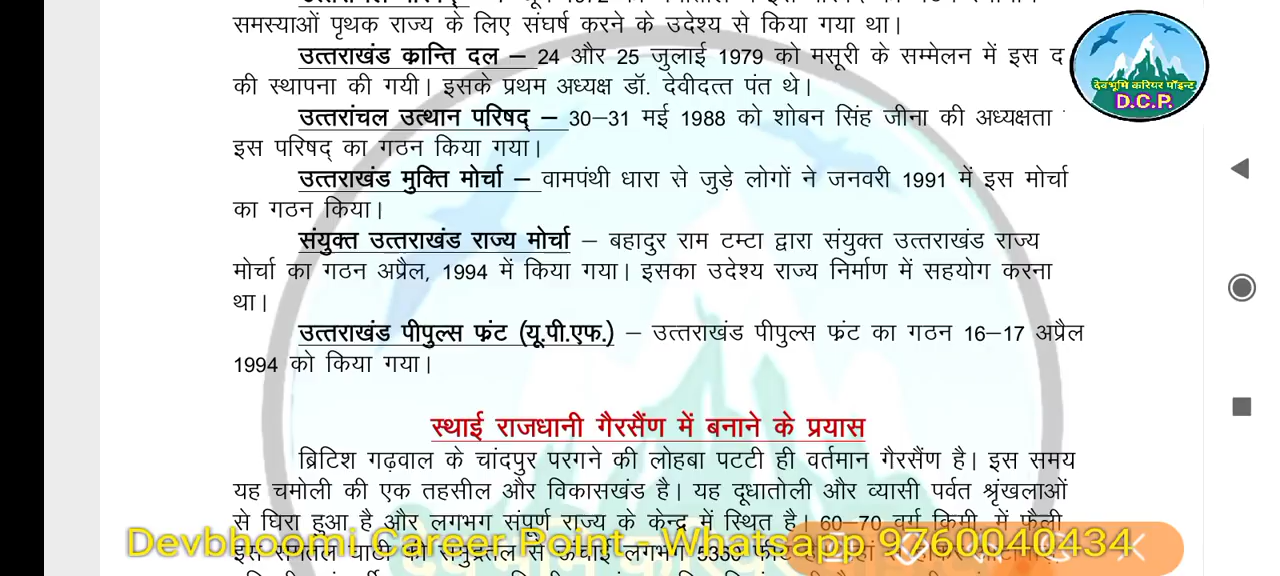 समस्याओं पृथक राज्य के लिए संघर्ष करने के उदेश्य से किया गया था।
उत्तराखंड क्रान्ति दल – 24 और 25 जुलाई 1979 को मसूरी के सम्मेलन में इस द
की स्थापना की गयी। इसके प्रथम अध्यक्ष डॉ. देवीदत्त पंत थे।
उत्तरांचल उत्थान परिषद् – 30–31 मई 1988 को शोबन सिंह जीना की अध्यक्षता
इस परिषद् का गठन किया गया।
उत्तराखंड मुक्ति मोर्चा – वामपंथी धारा से जुड़े लोगों ने जनवरी 1991 में इस मोर्चा
का गठन किया।
संयुक्त उत्तराखंड राज्य मोर्चा – बहादुर राम टम्टा द्वारा संयुक्त उत्तराखंड राज्य
मोर्चा का गठन अप्रैल, 1994 में किया गया। इसका उदेश्य राज्य निर्माण में सहयोग करना
था।
उत्तराखंड पीपुल्स फ्रंट (यू.पी.एफ.) – उत्तराखंड पीपुल्स फ्रंट का गठन 16–17 अप्रैल
1994 को किया गया।
स्थाई राजधानी गैरसैंण में बनाने के प्रयास
ब्रिटिश गढ़वाल के चांदपुर परगने की लोहबा पटटी ही वर्तमान गैरसैंण है। इस समय
यह चमोली की एक तहसील और विकासखंड है। यह दूधातोली और व्यासी पर्वत श्रृंखलाओं
से घिरा हुआ है और लगभग संपूर्ण राज्य के केन्द्र में स्थित है। 60–70 वर्ग किमी. में फैली
Devbhoomi Career Point - Whatsapp 9760040434
देवभूमि करियर पॉइन्ट
D.C.P.